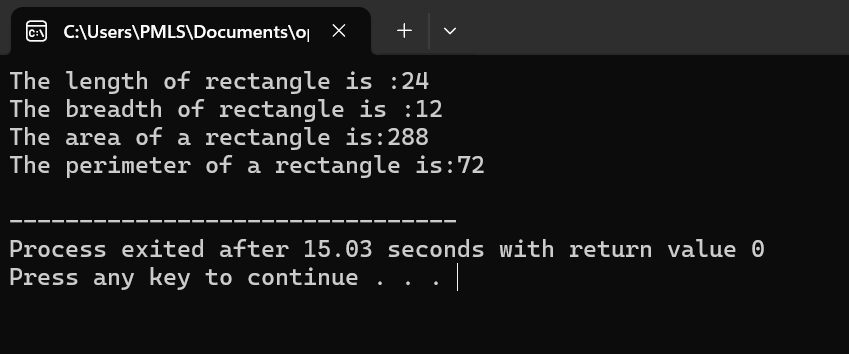 C:\Users\PMLS\Documents\o
The length of rectangle is :24
The breadth of rectangle is :12
The area of a rectangle is:288
The perimeter of a rectangle is:72
--------------------------------
Process exited after 15.03 seconds with return value 0
Press any key to continue . . .